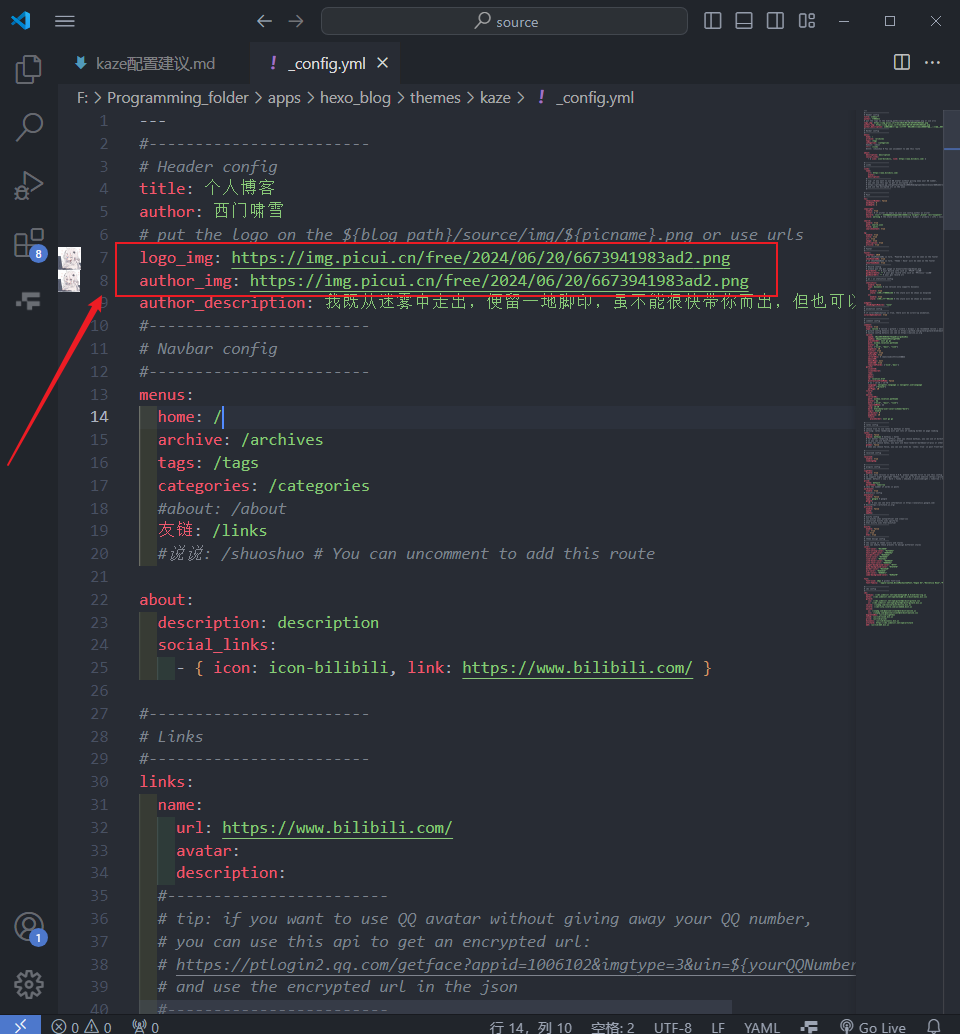 source
kaze配置建议.md
! _config.yml
F: > Programming_folder > apps > hexo_blog > themes > kaze > ! _config.yml
1 ---
2 #------------------------
3 # Header config
4 title: 个人博客
5 author: 西门啸雪
6 # put the logo on the ${blog_path}/source/img/${picname}.png or use urls
7 logo_img: https://img.picui.cn/free/2024/06/20/6673941983ad2.png
8 author_img: https://img.picui.cn/free/2024/06/20/6673941983ad2.png
9 author_description: 我既从迷雾中走出，便留一地脚印，虽不能很快带你而出，但也可以
10 #------------------------
11 # Navbar config
12 #------------------------
13 menus:
14 home: /
15 archive: /archives
16 tags: /tags
17 categories: /categories
18 #about: /about
19 友链: /links
20 #说说: /shuoshuo # You can uncomment to add this route
21
22 about:
23 description: description
24 social_links:
25 - { icon: icon-bilibili, link: https://www.bilibili.com/ }
26
27 #------------------------
28 # Links
29 #------------------------
30 links:
31 name:
32 url: https://www.bilibili.com/
33 avatar:
34 description:
35 #------------------------
36 # tip: if you want to use QQ avatar without giving away your QQ number,
37 # you can use this api to get an encrypted url:
38 # https://ptlogin2.qq.com/getface?appid=1006102&imgtype=3&uin=${yourQQNumber
39 # and use the encrypted url in the json
40 #------------------------
8
1
0 0 0 行 14，列 10 空格: 2 UTF-8 LF YAML Go Live